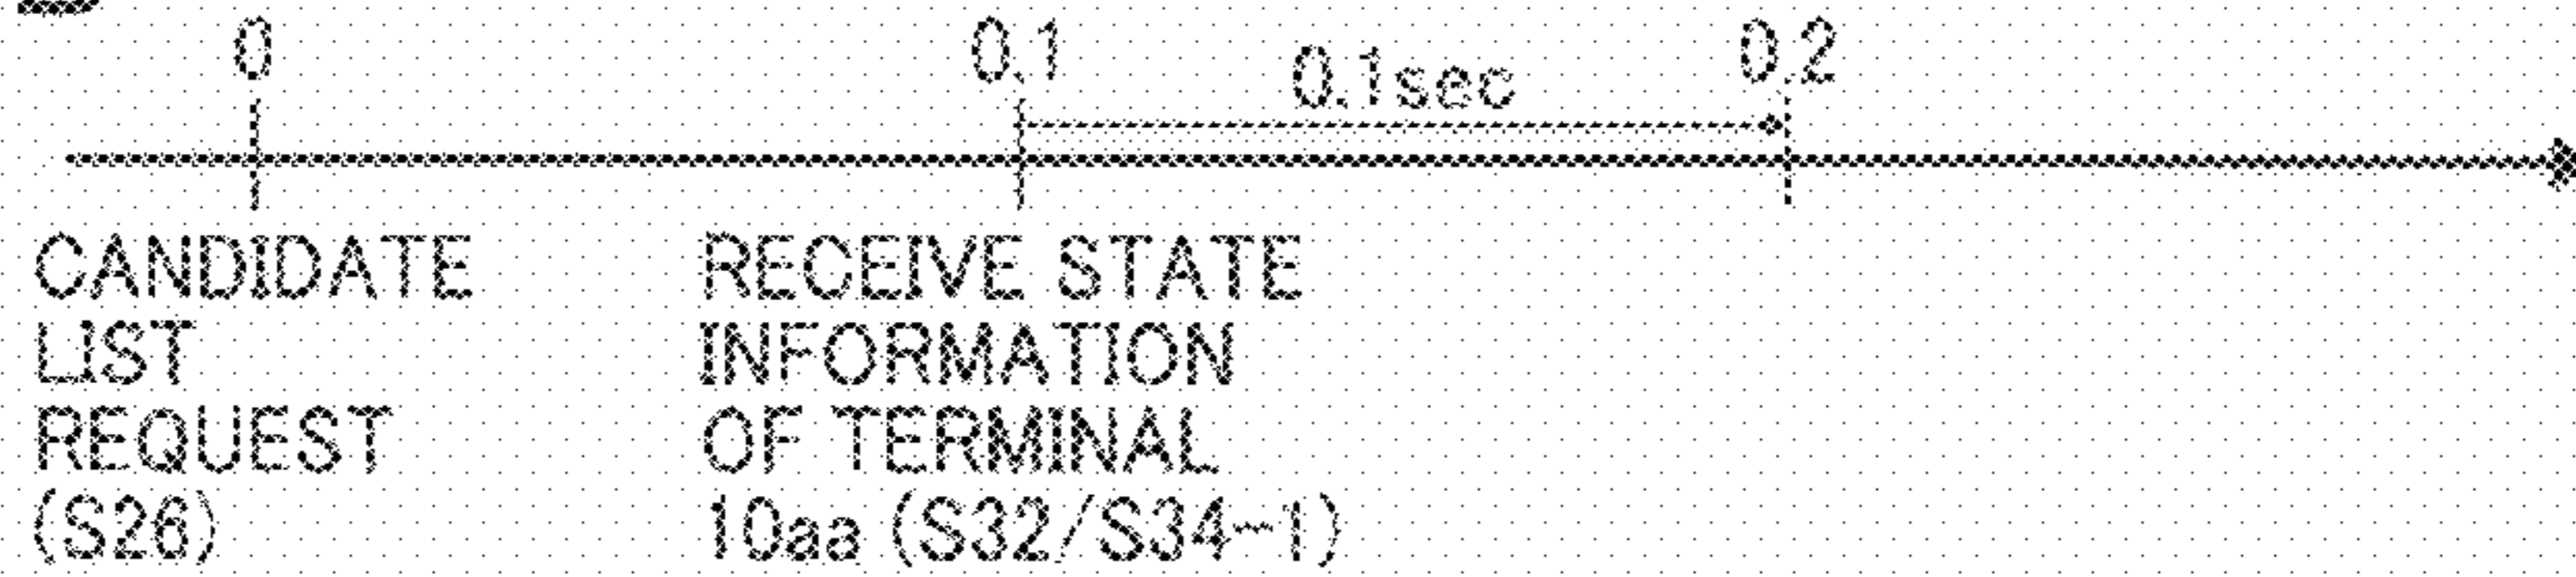 0 0.1 0.1sec 0.2
CANDIDATE RECEIVE STATE
LIST INFORMATION
REQUEST OF TERMINAL
(S26) 10aa (S32/S34-1)